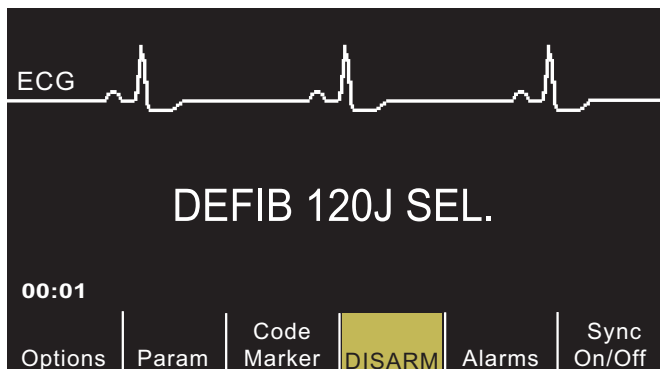 ECG
DEFIB 120J SEL.
00:01
Options Param Code Marker DISARM Alarms Sync On/Off